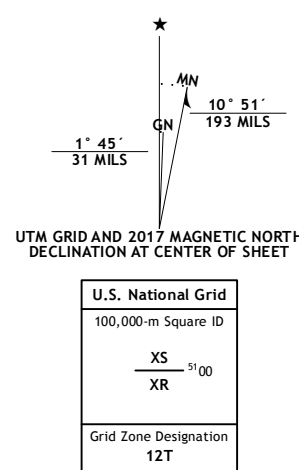 ★
MN
GN
10° 51´
193 MILS
1° 45´
31 MILS
UTM GRID AND 2017 MAGNETIC NORTH
DECLINATION AT CENTER OF SHEET
U.S. National Grid
100,000-m Square ID
XS
5100
XR
Grid Zone Designation
12T